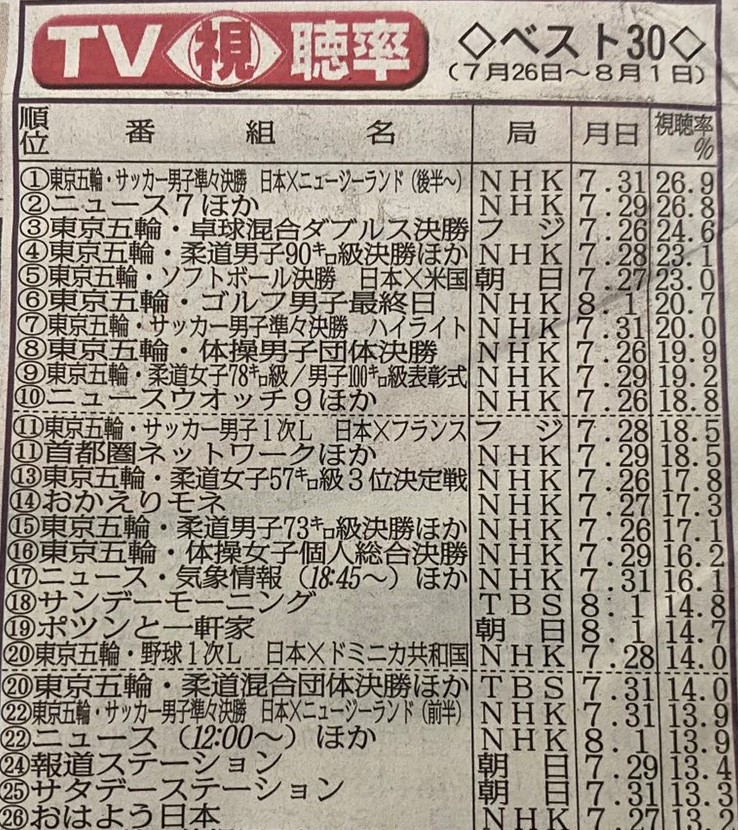 TV視聴率 ◇ベスト30◇
(7月26日～8月1日)
順位 番組名 局 月日 視聴率%
①東京五輪・サッカー男子準々決勝 日本×ニュージーランド(後半～) NHK 7.31 26.9
②ニュース7ほか NHK 7.29 26.8
③東京五輪・卓球混合ダブルス決勝 フジ 7.26 24.6
④東京五輪・柔道男子90㌔級決勝ほか NHK 7.28 23.1
⑤東京五輪・ソフトボール決勝 日本×米国 朝日 7.27 23.0
⑥東京五輪・ゴルフ男子最終日 NHK 8.1 20.7
⑦東京五輪・サッカー男子準々決勝 ハイライト NHK 7.31 20.0
⑧東京五輪・体操男子団体決勝 NHK 7.26 19.9
⑨東京五輪・柔道女子78㌔級/男子100㌔級表彰式 NHK 7.29 19.2
⑩ニュースウオッチ9ほか NHK 7.26 18.8
⑪東京五輪・サッカー男子1次L 日本×フランス フジ 7.28 18.5
⑪首都圏ネットワークほか NHK 7.29 18.5
⑬東京五輪・柔道女子57㌔級3位決定戦 NHK 7.26 17.8
⑭おかえりモネ NHK 7.27 17.3
⑮東京五輪・柔道男子73㌔級決勝ほか NHK 7.26 17.1
⑯東京五輪・体操女子個人総合決勝 NHK 7.29 16.2
⑰ニュース・気象情報(18:45～)ほか NHK 7.31 16.1
⑱サンデーモーニング TBS 8.1 14.8
⑲ポツンと一軒家 朝日 8.1 14.7
⑳東京五輪・野球1次L 日本×ドミニカ共和国 NHK 7.28 14.0
⑳東京五輪・柔道混合団体決勝ほか TBS 7.31 14.0
㉒東京五輪・サッカー男子準々決勝 日本×ニュージーランド(前半) NHK 7.31 13.9
㉒ニュース(12:00～)ほか NHK 8.1 13.9
㉔報道ステーション 朝日 7.29 13.4
㉕サタデーステーション 朝日 7.31 13.3
㉖おはよう日本 NHK 7.27 13.2